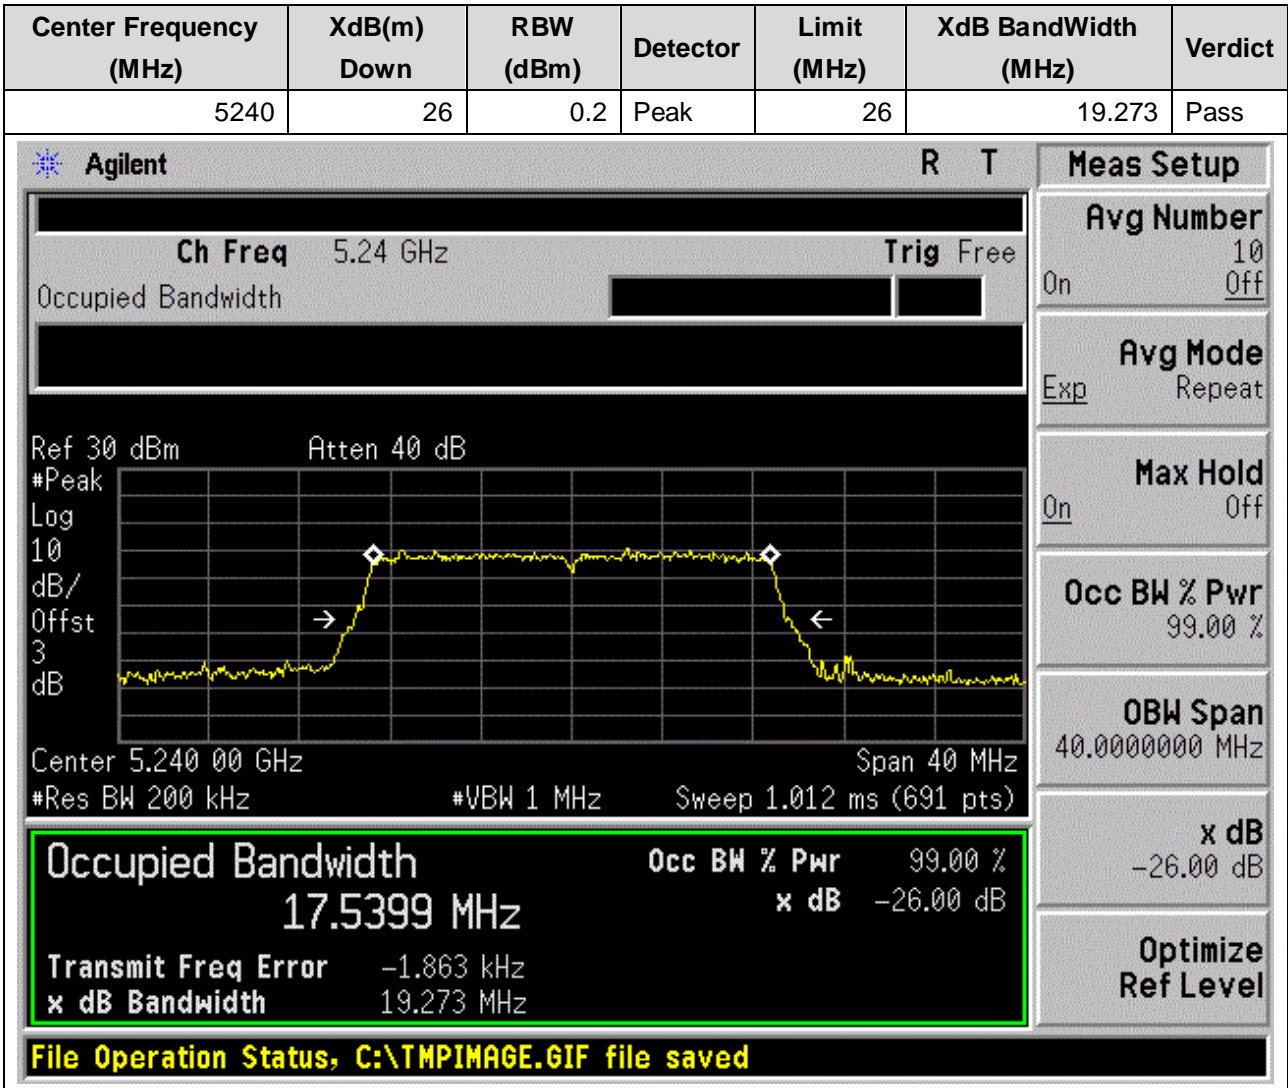 Center Frequency (MHz) XdB(m) Down RBW (dBm) Detector Limit (MHz) XdB BandWidth (MHz) Verdict
5240 26 0.2 Peak 26 19.273 Pass
Agilent R T Meas Setup
Avg Number
10
On Off
Ch Freq 5.24 GHz Trig Free
Occupied Bandwidth
Avg Mode
Exp Repeat
Max Hold
On Off
Occ BW % Pwr
99.00 %
OBW Span
40.0000000 MHz
x dB
-26.00 dB
Optimize
Ref Level
Ref 30 dBm Atten 40 dB
#Peak
Log
10
dB/
Offst
3
dB
Center 5.240 00 GHz Span 40 MHz
#Res BW 200 kHz #VBW 1 MHz Sweep 1.012 ms (691 pts)
Occupied Bandwidth Occ BW % Pwr 99.00 %
17.5399 MHz x dB -26.00 dB
Transmit Freq Error -1.863 kHz
x dB Bandwidth 19.273 MHz
File Operation Status, C:\TMPIMAGE.GIF file saved